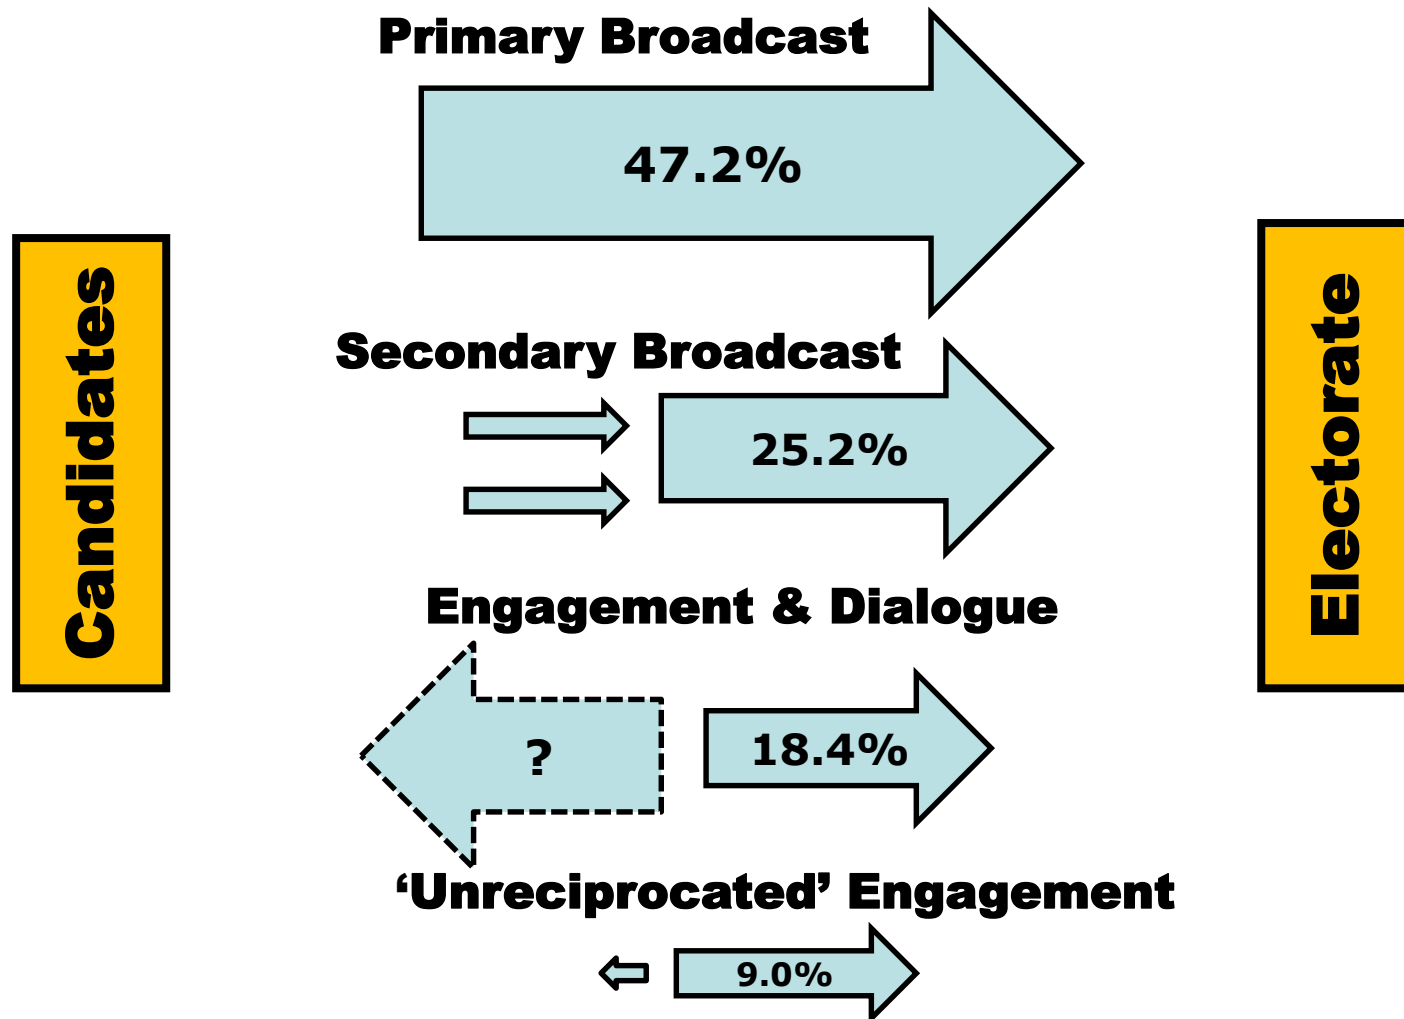 Primary Broadcast
47.2%
Candidates
Electorate
Secondary Broadcast
25.2%
Engagement & Dialogue
?
18.4%
‘Unreciprocated’ Engagement
9.0%